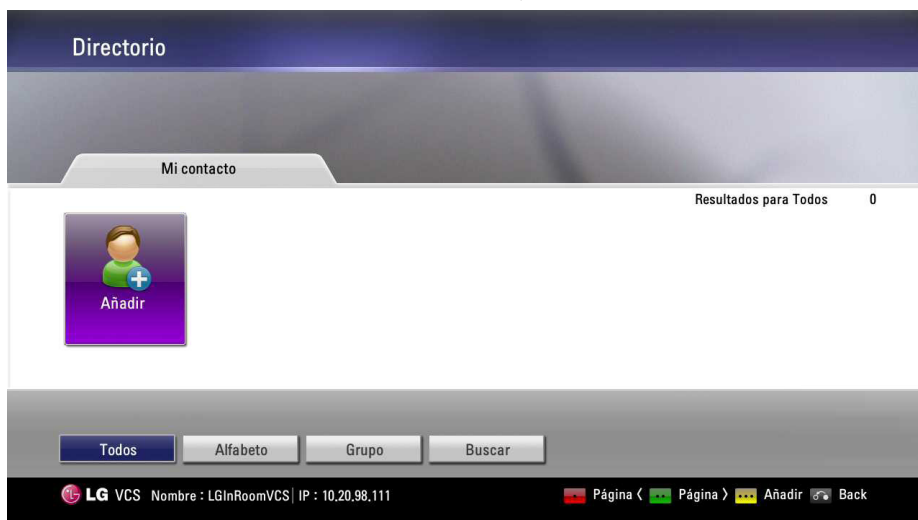 Directorio
Mi contacto
Resultados para Todos 0
Añadir
Todos Alfabeto Grupo Buscar
LG VCS Nombre : LGInRoomVCS | IP : 10,20,98,111 Página < Página > Añadir Back